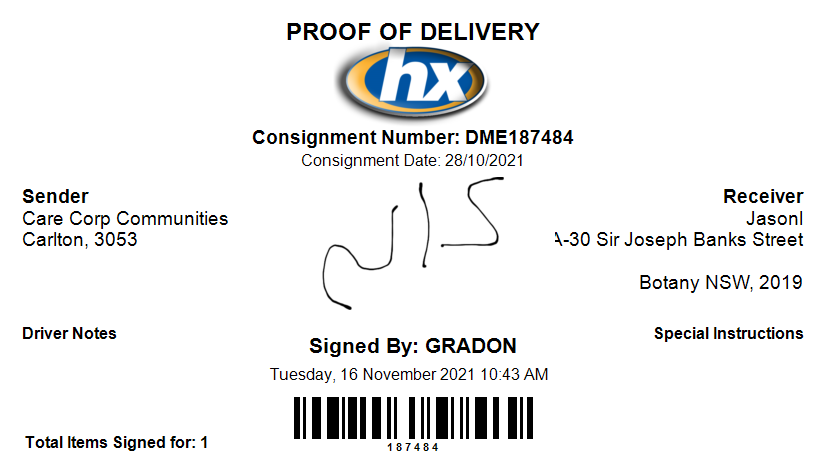 PROOF OF DELIVERY
hx
Consignment Number: DME187484
Consignment Date: 28/10/2021
Sender
Care Corp Communities
Carlton, 3053
Receiver
Jasonl
A-30 Sir Joseph Banks Street
Botany NSW, 2019
Driver Notes
Special Instructions
Signed By: GRADON
Tuesday, 16 November 2021 10:43 AM
187484
Total Items Signed for: 1